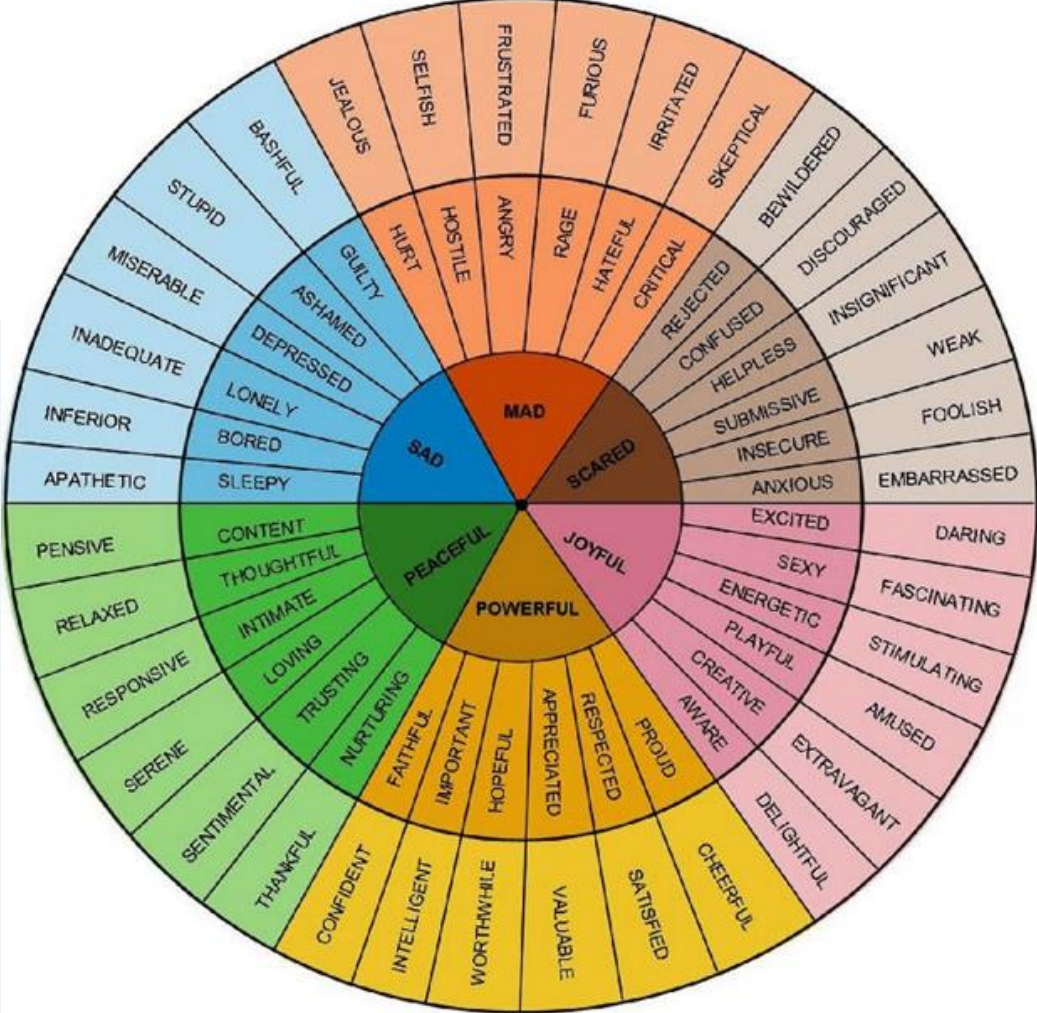 JEALOUS
SELFISH
FRUSTRATED
FURIOUS
IRRITATED
SKEPTICAL
BEWILDERED
DISCOURAGED
INSIGNIFICANT
WEAK
FOOLISH
EMBARRASSED
DARING
FASCINATING
STIMULATING
AMUSED
EXTRAVAGANT
DELIGHTFUL
CHEERFUL
SATISFIED
VALUABLE
WORTHWHILE
INTELLIGENT
CONFIDENT
THANKFUL
SENTIMENTAL
SERENE
RESPONSIVE
RELAXED
PENSIVE
APATHETIC
INFERIOR
INADEQUATE
MISERABLE
STUPID
BASHFUL
HURT
HOSTILE
ANGRY
RAGE
HATEFUL
CRITICAL
REJECTED
CONFUSED
HELPLESS
SUBMISSIVE
INSECURE
ANXIOUS
EXCITED
SEXY
ENERGETIC
PLAYFUL
CREATIVE
AWARE
PROUD
RESPECTED
APPRECIATED
HOPEFUL
IMPORTANT
FAITHFUL
NURTURING
TRUSTING
LOVING
INTIMATE
THOUGHTFUL
CONTENT
SLEEPY
BORED
LONELY
DEPRESSED
ASHAMED
GUILTY
MAD
SCARED
JOYFUL
POWERFUL
PEACEFUL
SAD